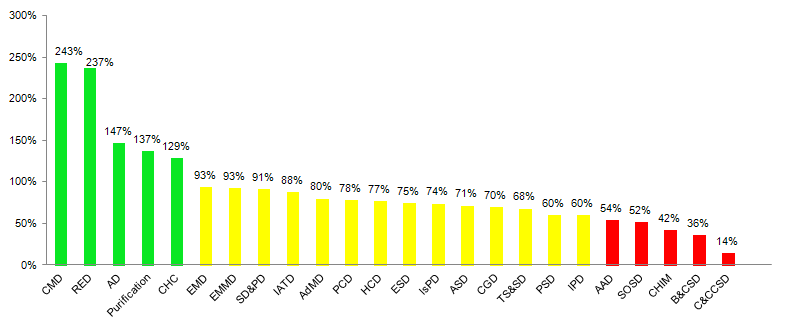 300%
250%
200%
150%
100%
50%
0%
243%
237%
147%
137%
129%
93%
93%
91%
88%
80%
78%
77%
75%
74%
71%
70%
68%
60%
60%
54%
52%
42%
36%
14%
CMD
RED
AD
Purification
CHC
EMD
EMMD
SD&PD
IATD
AdMD
PCD
HCD
ESD
IsPD
ASD
CGD
TS&SD
PSD
IPD
AAD
SOSD
CHIM
B&CSD
C&CCSD